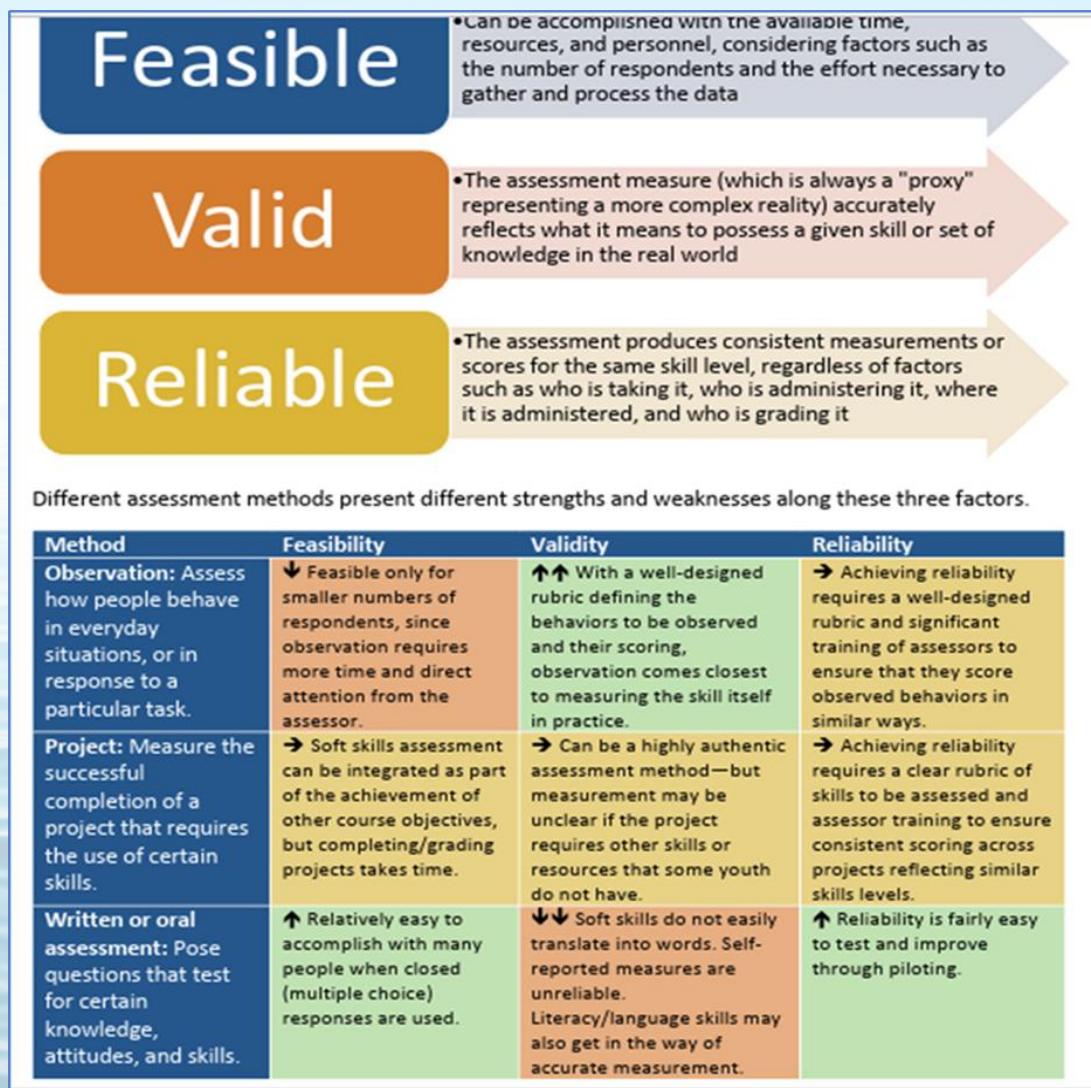 Feasible
•Can be accomplished with the available time,
resources, and personnel, considering factors such as
the number of respondents and the effort necessary to
gather and process the data
Valid
•The assessment measure (which is always a "proxy"
representing a more complex reality) accurately
reflects what it means to possess a given skill or set of
knowledge in the real world
Reliable
•The assessment produces consistent measurements or
scores for the same skill level, regardless of factors
such as who is taking it, who is administering it, where
it is administered, and who is grading it
Different assessment methods present different strengths and weaknesses along these three factors.
Method
Feasibility
Validity
Reliability
Observation: Assess
how people behave
in everyday
situations, or in
response to a
particular task.
↓ Feasible only for
smaller numbers of
respondents, since
observation requires
more time and direct
attention from the
assessor.
↑↑ With a well-designed
rubric defining the
behaviors to be observed
and their scoring,
observation comes closest
to measuring the skill itself
in practice.
→ Achieving reliability
requires a well-designed
rubric and significant
training of assessors to
ensure that they score
observed behaviors in
similar ways.
Project: Measure the
successful
completion of a
project that requires
the use of certain
skills.
→ Soft skills assessment
can be integrated as part
of the achievement of
other course objectives,
but completing/grading
projects takes time.
→ Can be a highly authentic
assessment method—but
measurement may be
unclear if the project
requires other skills or
resources that some youth
do not have.
→ Achieving reliability
requires a clear rubric of
skills to be assessed and
assessor training to ensure
consistent scoring across
projects reflecting similar
skills levels.
Written or oral
assessment: Pose
questions that test
for certain
knowledge,
attitudes, and skills.
↑ Relatively easy to
accomplish with many
people when closed
(multiple choice)
responses are used.
↓↓ Soft skills do not easily
translate into words. Self-
reported measures are
unreliable.
Literacy/language skills may
also get in the way of
accurate measurement.
↑ Reliability is fairly easy
to test and improve
through piloting.